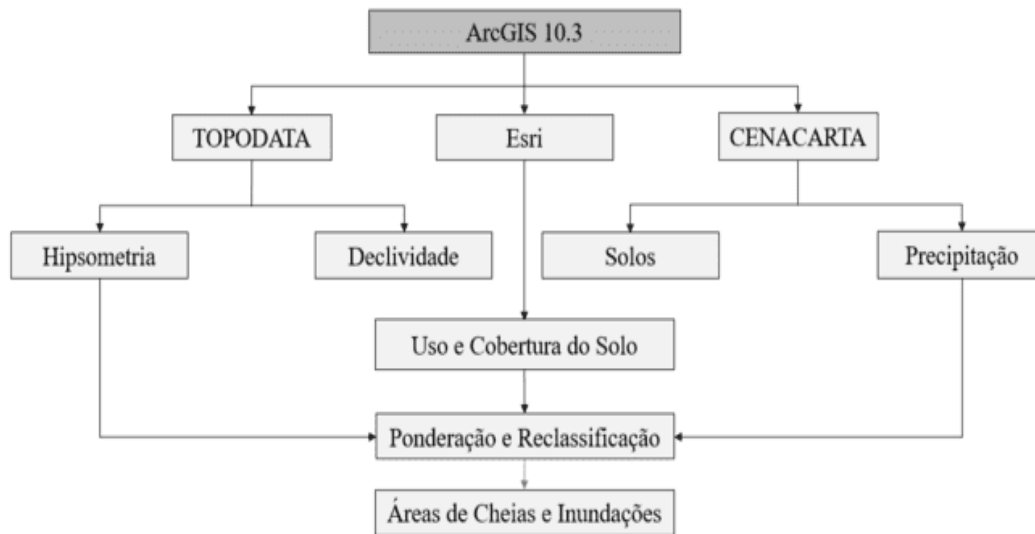 ArcGIS 10.3
TOPODATA
Esri
CENACARTA
Hipsometria
Declividade
Solos
Precipitação
Uso e Cobertura do Solo
Ponderação e Reclassificação
Áreas de Cheias e Inundações